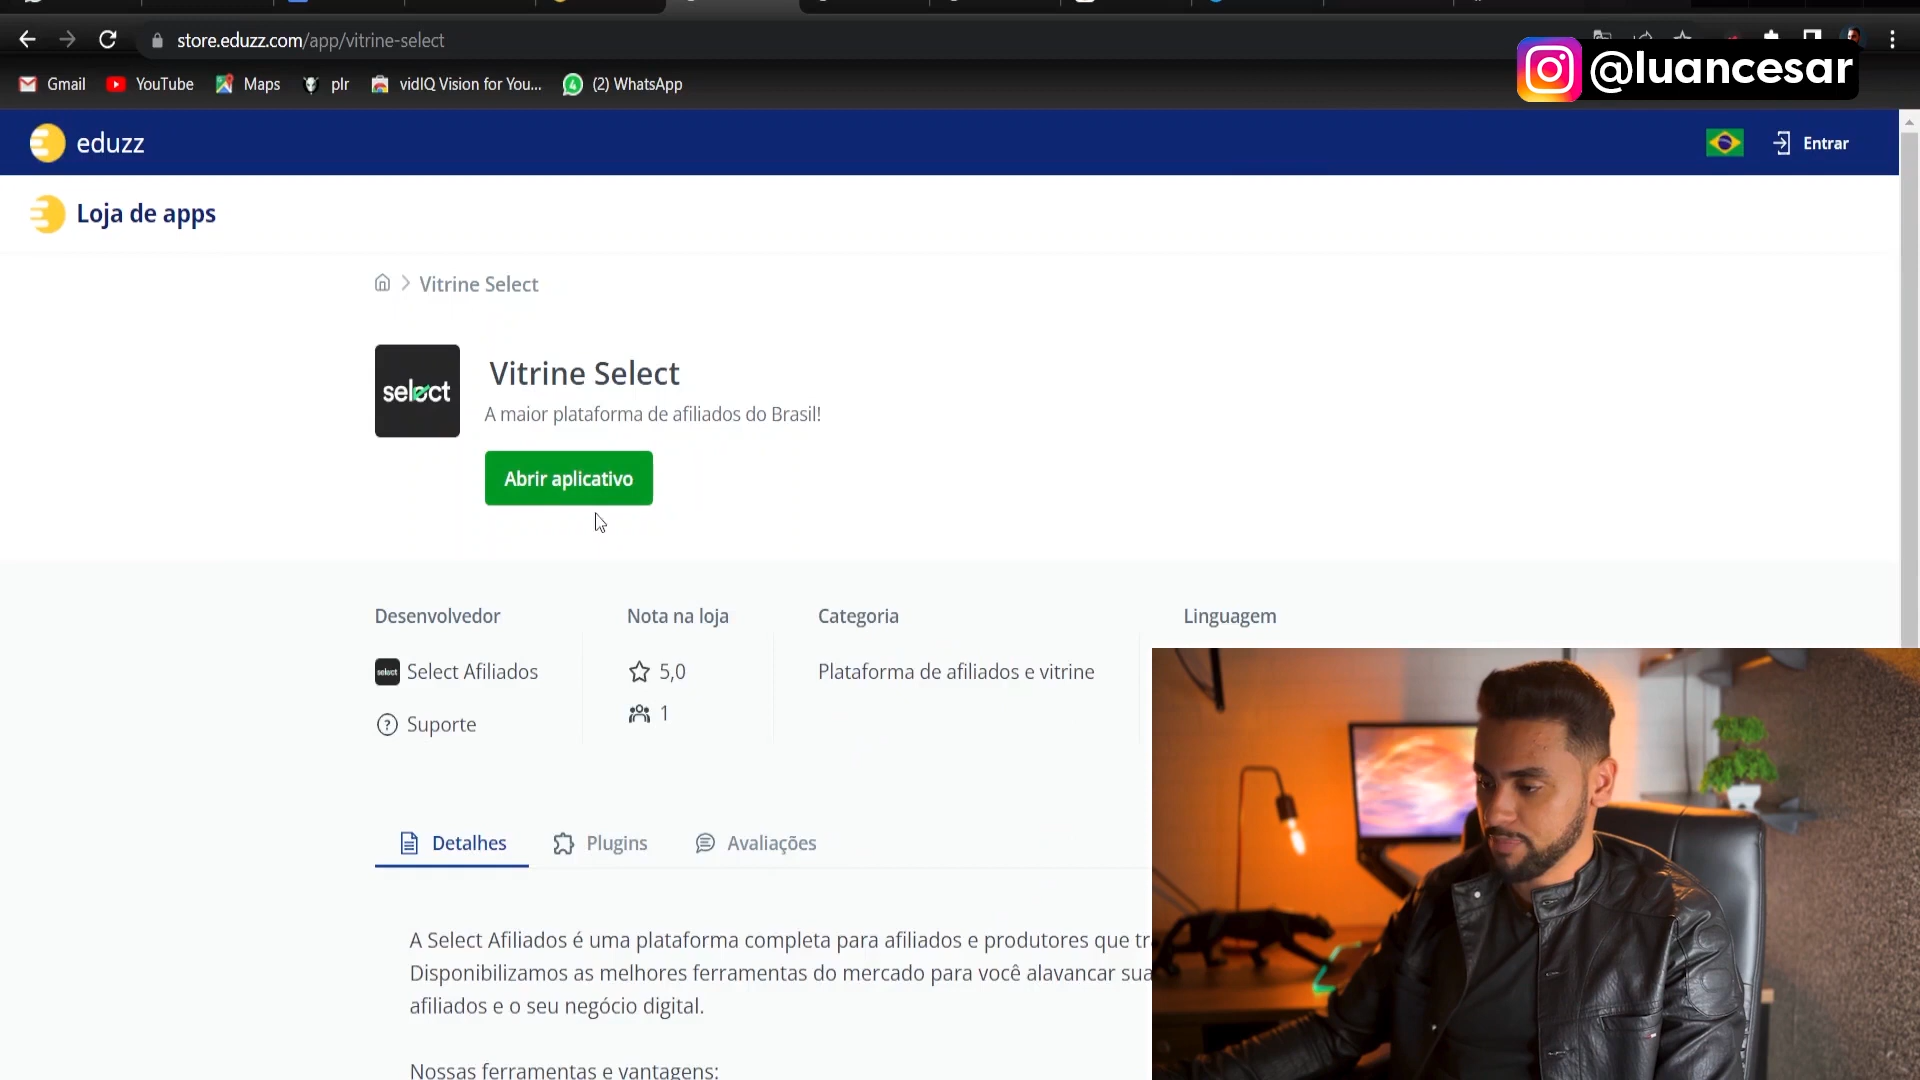 store.eduzz.com/app/vitrine-select
Gmail YouTube Maps plr vidIQ Vision for You... (2) WhatsApp
@luancesar
eduzz Entrar
Loja de apps
Vitrine Select
select
Vitrine Select
A maior plataforma de afiliados do Brasil!
Abrir aplicativo
Desenvolvedor Nota na loja Categoria Linguagem
select Select Afiliados 5,0 Plataforma de afiliados e vitrine
Suporte 1
Detalhes Plugins Avaliações
A Select Afiliados é uma plataforma completa para afiliados e produtores que
Disponibilizamos as melhores ferramentas do mercado para você alavancar sua
afiliados e o seu negócio digital.
Nossas ferramentas e vantagens: